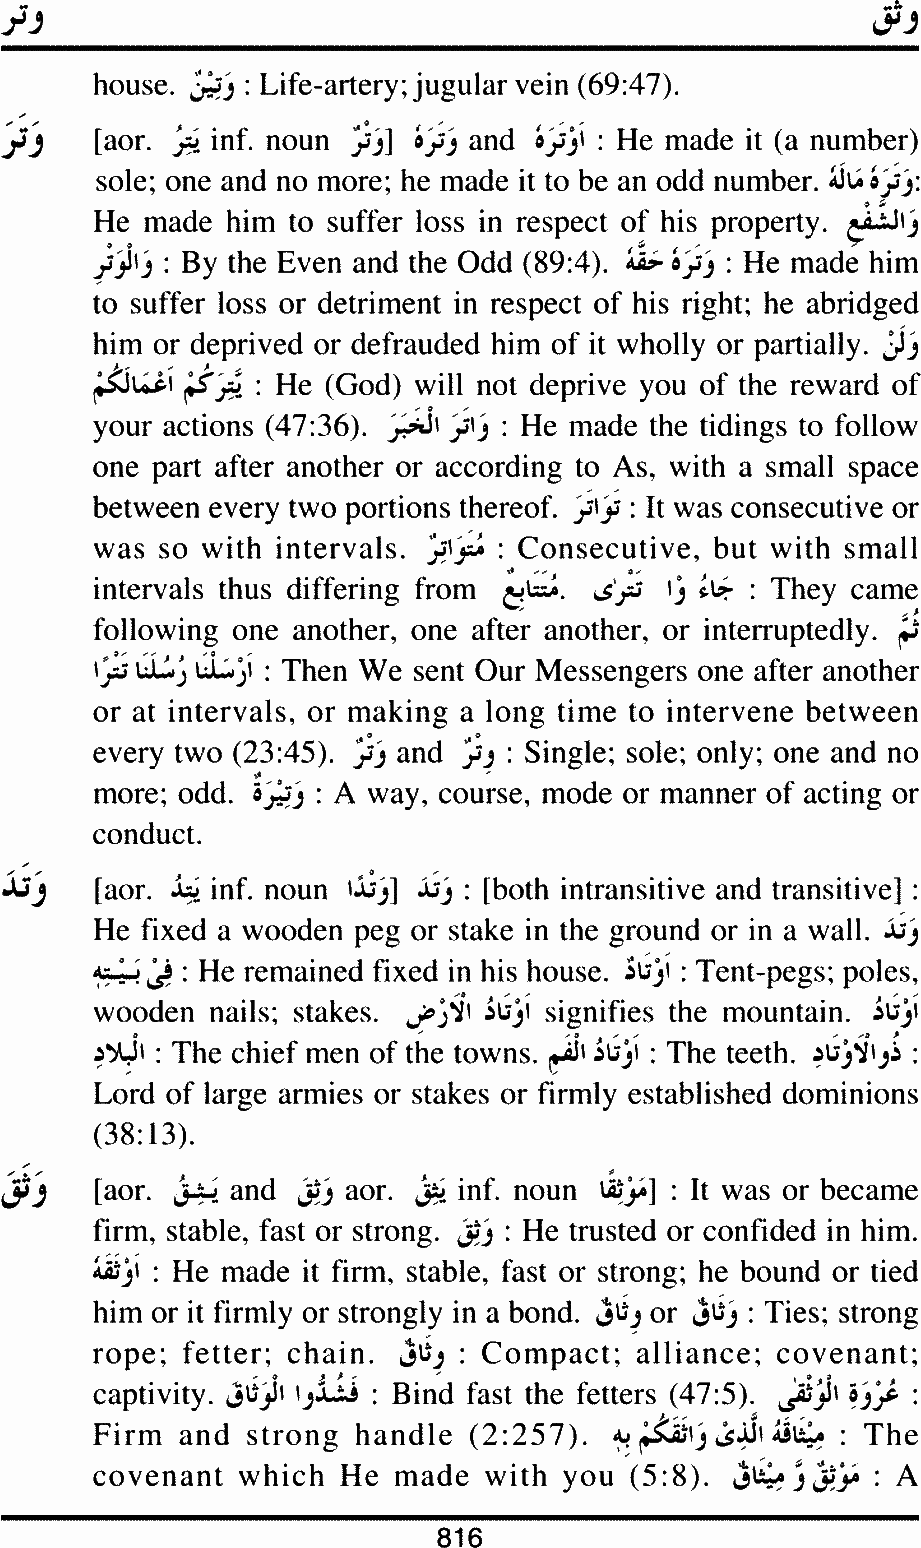 وتر وثق
house. وَتِيْنٌ : Life-artery; jugular vein (69:47).
وَتَرَ [aor. يَتِرُ inf. noun وَتْرٌ] وَتَرَهُ and اَوْتَرَهُ : He made it (a number)
sole; one and no more; he made it to be an odd number. وَتَرَهُ مَالَهُ:
He made him to suffer loss in respect of his property. وَالشَّفْعِ
وَالْوَتْرِ : By the Even and the Odd (89:4). وَتَرَهُ حَقَّهُ : He made him
to suffer loss or detriment in respect of his right; he abridged
him or deprived or defrauded him of it wholly or partially. وَلَنْ
يَّتِرَكُمْ اَعْمَالَكُمْ : He (God) will not deprive you of the reward of
your actions (47:36). وَاتَرَ الْخَبَرَ : He made the tidings to follow
one part after another or according to As, with a small space
between every two portions thereof. تَوَاتَرَ : It was consecutive or
was so with intervals. مُتَوَاتِرٌ : Consecutive, but with small
intervals thus differing from مُتَتَابِعٌ. جَاءُ وْا تَتْرٰى : They came
following one another, one after another, or interruptedly. ثُمَّ
اَرْسَلْنَا رُسُلَنَا تَتْرًا : Then We sent Our Messengers one after another
or at intervals, or making a long time to intervene between
every two (23:45). وَتْرٌ and وِتْرٌ : Single; sole; only; one and no
more; odd. وَتِيْرَةٌ : A way, course, mode or manner of acting or
conduct.
وَتَدَ [aor. يَتِدُ inf. noun وَتْدًا] وَتَدَ : [both intransitive and transitive] :
He fixed a wooden peg or stake in the ground or in a wall. وَتَدَ
فِيْ بَيْتِهٖ : He remained fixed in his house. اَوْتَادٌ : Tent-pegs; poles,
wooden nails; stakes. اَوْتَادُ الْاَرْضِ signifies the mountain. اَوْتَادُ
الْبِلَادِ : The chief men of the towns. اَوْتَادُ الْفَمِ : The teeth. ذُوالْاَوْتَادِ :
Lord of large armies or stakes or firmly established dominions
(38:13).
وَثَقَ [aor. يَثِقُ and وَثِقَ aor. يَثِقُ inf. noun مَوْثِقًا] : It was or became
firm, stable, fast or strong. وَثِقَ : He trusted or confided in him.
اَوْثَقَهُ : He made it firm, stable, fast or strong; he bound or tied
him or it firmly or strongly in a bond. وِثَاقٌ or وَثَاقٌ : Ties; strong
rope; fetter; chain. وِثَاقٌ : Compact; alliance; covenant;
captivity. فَشُدُّوا الْوَثَاقَ : Bind fast the fetters (47:5). عُرْوَةِ الْوُثْقٰى :
Firm and strong handle (2:257). مِيْثَاقَهُ الَّذِىْ وَاثَقَكُمْ بِهٖ : The
covenant which He made with you (5:8). مَوْثِقٌ وَّ مِيْثَاقٌ : A
816